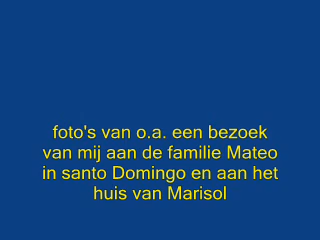 foto's van o.a. een bezoek
van mij aan de familie Mateo
in santo Domingo en aan het
huis van Marisol